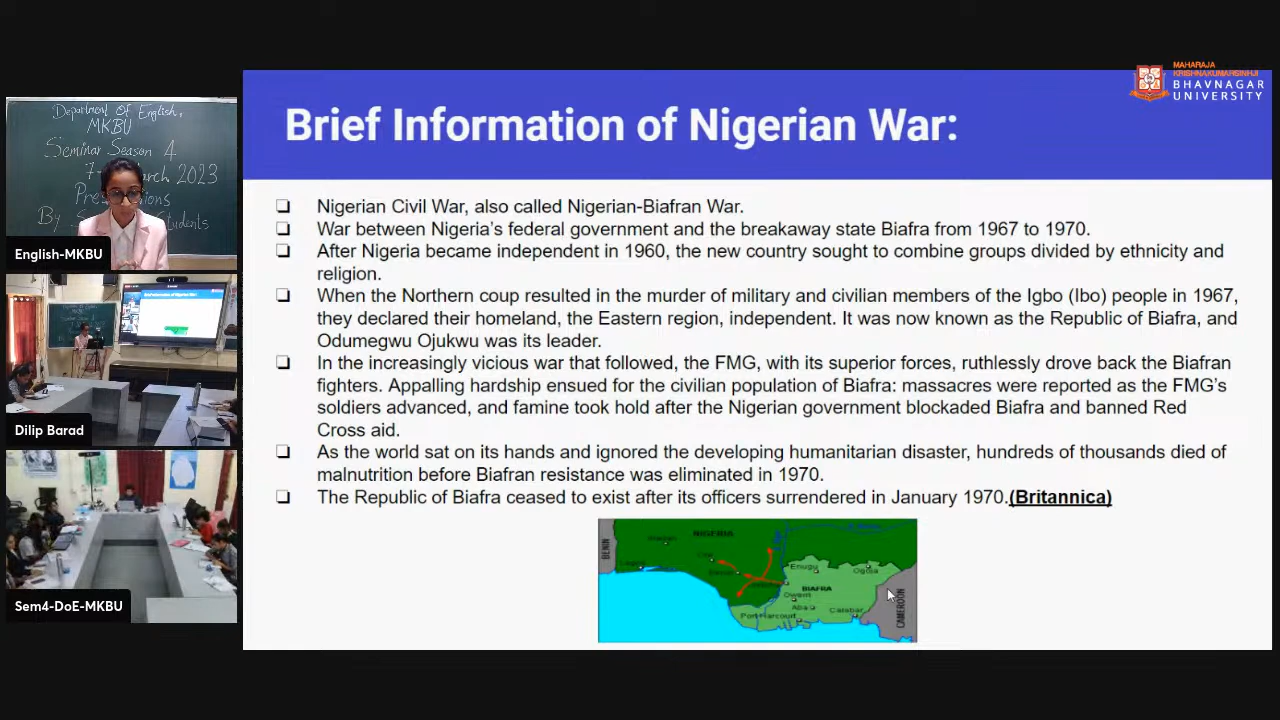 MAHARAJA
KRISHNAKUMARSINHJI
BHAVNAGAR
UNIVERSITY
Department of English,
MKBU
Seminar Season 4
7- March 2023
Presentations
By Students
English-MKBU
Brief Information of Nigerian War:
Dilip Barad
Sem4-DoE-MKBU
Brief Information of Nigerian War:
❑ Nigerian Civil War, also called Nigerian-Biafran War.
❑ War between Nigeria’s federal government and the breakaway state Biafra from 1967 to 1970.
❑ After Nigeria became independent in 1960, the new country sought to combine groups divided by ethnicity and
religion.
❑ When the Northern coup resulted in the murder of military and civilian members of the Igbo (Ibo) people in 1967,
they declared their homeland, the Eastern region, independent. It was now known as the Republic of Biafra, and
Odumegwu Ojukwu was its leader.
❑ In the increasingly vicious war that followed, the FMG, with its superior forces, ruthlessly drove back the Biafran
fighters. Appalling hardship ensued for the civilian population of Biafra: massacres were reported as the FMG’s
soldiers advanced, and famine took hold after the Nigerian government blockaded Biafra and banned Red
Cross aid.
❑ As the world sat on its hands and ignored the developing humanitarian disaster, hundreds of thousands died of
malnutrition before Biafran resistance was eliminated in 1970.
❑ The Republic of Biafra ceased to exist after its officers surrendered in January 1970.(Britannica)
NIGERIA
BENIN
Lagos
Enugu
Ogoja
BIAFRA
Owerri
Aba
Calabar
Port Harcourt
CAMEROON